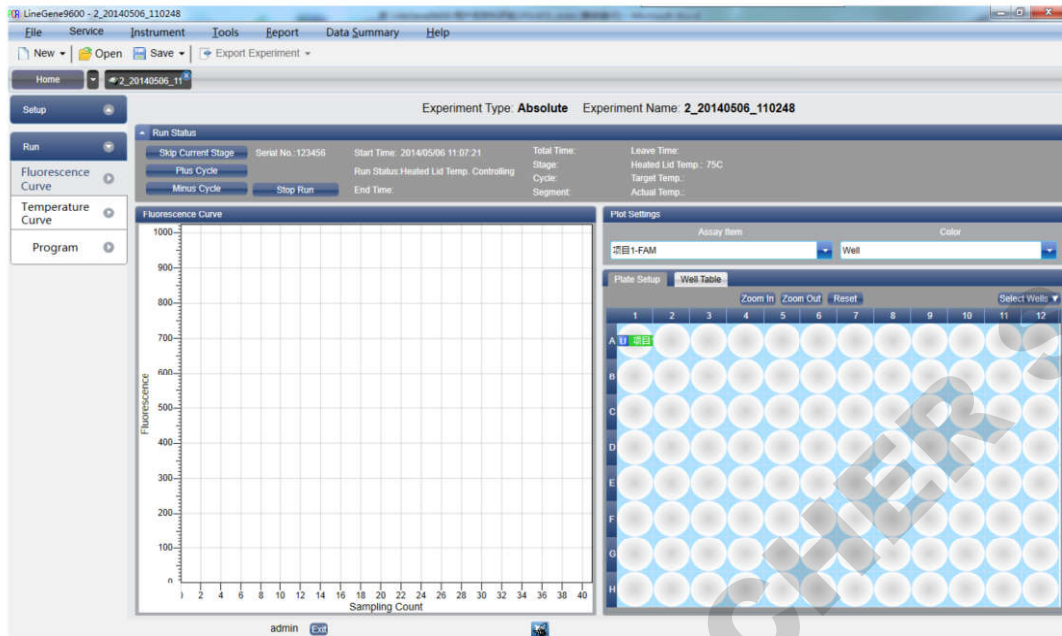 LineGene9600 - 2_20140506_110248
File Service Instrument Tools Report Data Summary Help
New Open Save Export Experiment
Home 2_20140506_11
Setup
Experiment Type: Absolute Experiment Name: 2_20140506_110248
Run
Fluorescence Curve
Temperature Curve
Program
Run Status
Skip Current Stage
Plus Cycle
Minus Cycle
Serial No.:123456
Stop Run
Start Time: 2014/05/06 11:07:21
Run Status:Heated Lid Temp. Controlling
End Time:
Total Time:
Stage:
Cycle:
Segment:
Leave Time:
Heated Lid Temp.: 75C
Target Temp.:
Actual Temp.:
Fluorescence Curve
1000
900
800
700
600
500
400
300
200
100
0
Fluorescence
2 4 6 8 10 12 14 16 18 20 22 24 26 28 30 32 34 36 38 40
Sampling Count
Plot Settings
Assay Item Color
项目1-FAM Well
Plate Setup Well Table
Zoom In Zoom Out Reset Select Wells
1 2 3 4 5 6 7 8 9 10 11 12
A U 项目
B
C
D
E
F
G
H
admin Exit
CHER